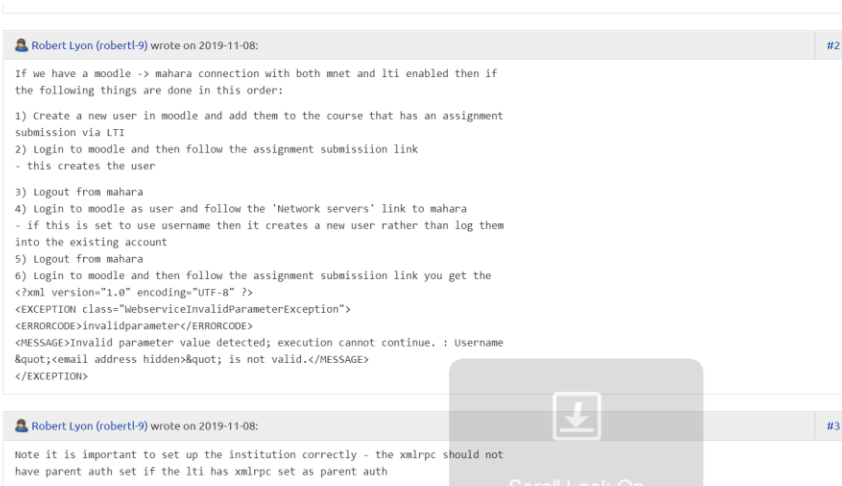 Robert Lyon (robertl-9) wrote on 2019-11-08: #2
If we have a moodle -> mahara connection with both mnet and lti enabled then if
the following things are done in this order:
1) Create a new user in moodle and add them to the course that has an assignment
submission via LTI
2) Login to moodle and then follow the assignment submissiion link
- this creates the user
3) Logout from mahara
4) Login to moodle as user and follow the 'Network servers' link to mahara
- if this is set to use username then it creates a new user rather than log them
into the existing account
5) Logout from mahara
6) Login to moodle and then follow the assignment submissiion link you get the
<?xml version="1.0" encoding="UTF-8" ?>
<EXCEPTION class="WebserviceInvalidParameterException">
<ERRORCODE>invalidparameter</ERRORCODE>
<MESSAGE>Invalid parameter value detected; execution cannot continue. : Username
&quot;<email address hidden>&quot; is not valid.</MESSAGE>
</EXCEPTION>
Robert Lyon (robertl-9) wrote on 2019-11-08: #3
Note it is important to set up the institution correctly - the xmlrpc should not
have parent auth set if the lti has xmlrpc set as parent auth
Scroll Lock On